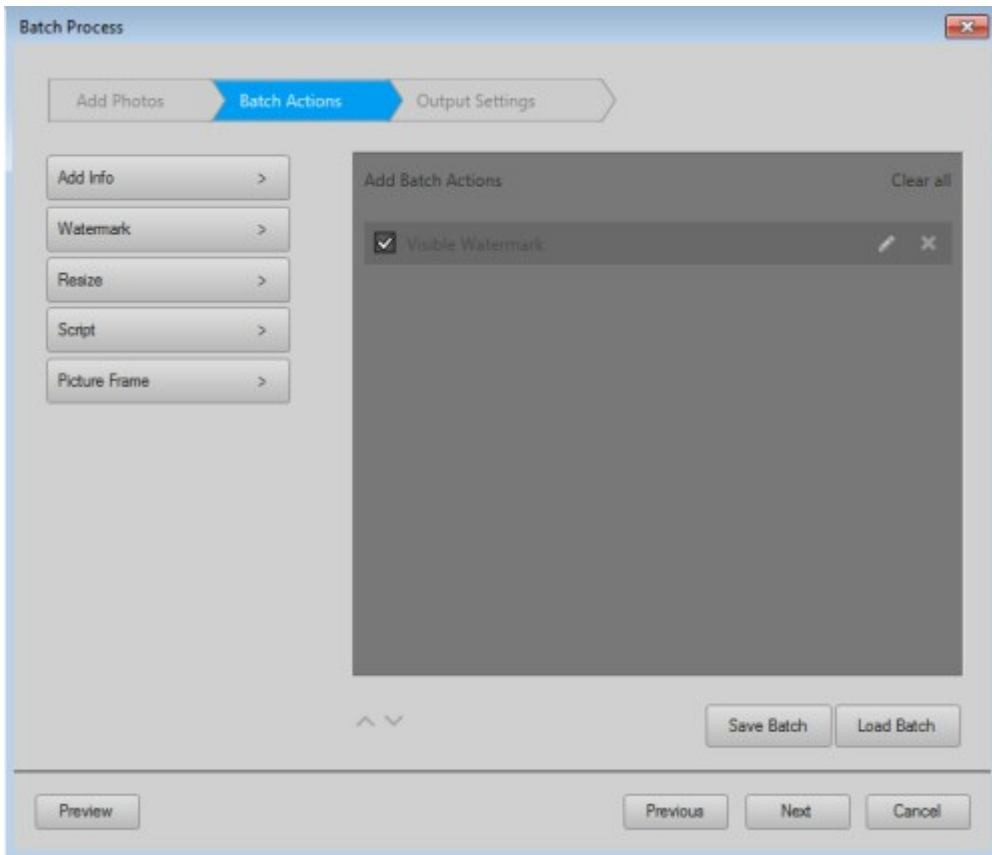 Batch Process
Add Photos Batch Actions Output Settings
Add Info >
Watermark >
Resize >
Script >
Picture Frame >
Add Batch Actions Clear all
Visible Watermark
Save Batch Load Batch
Preview Previous Next Cancel